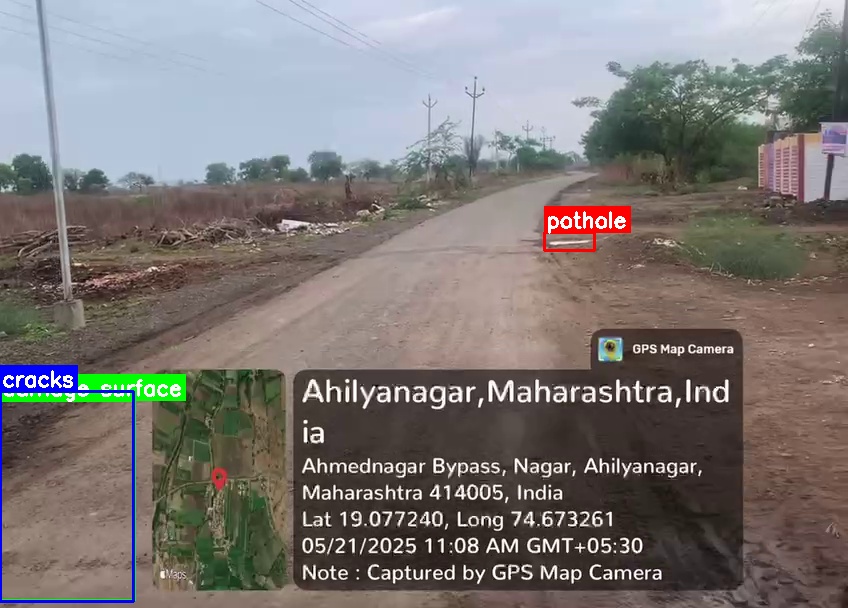 pothole
GPS Map Camera
cracks
damage surface
Ahilyanagar,Maharashtra,Ind
ia
Ahmednagar Bypass, Nagar, Ahilyanagar,
Maharashtra 414005, India
Lat 19.077240, Long 74.673261
05/21/2025 11:08 AM GMT+05:30
Note : Captured by GPS Map Camera
Maps